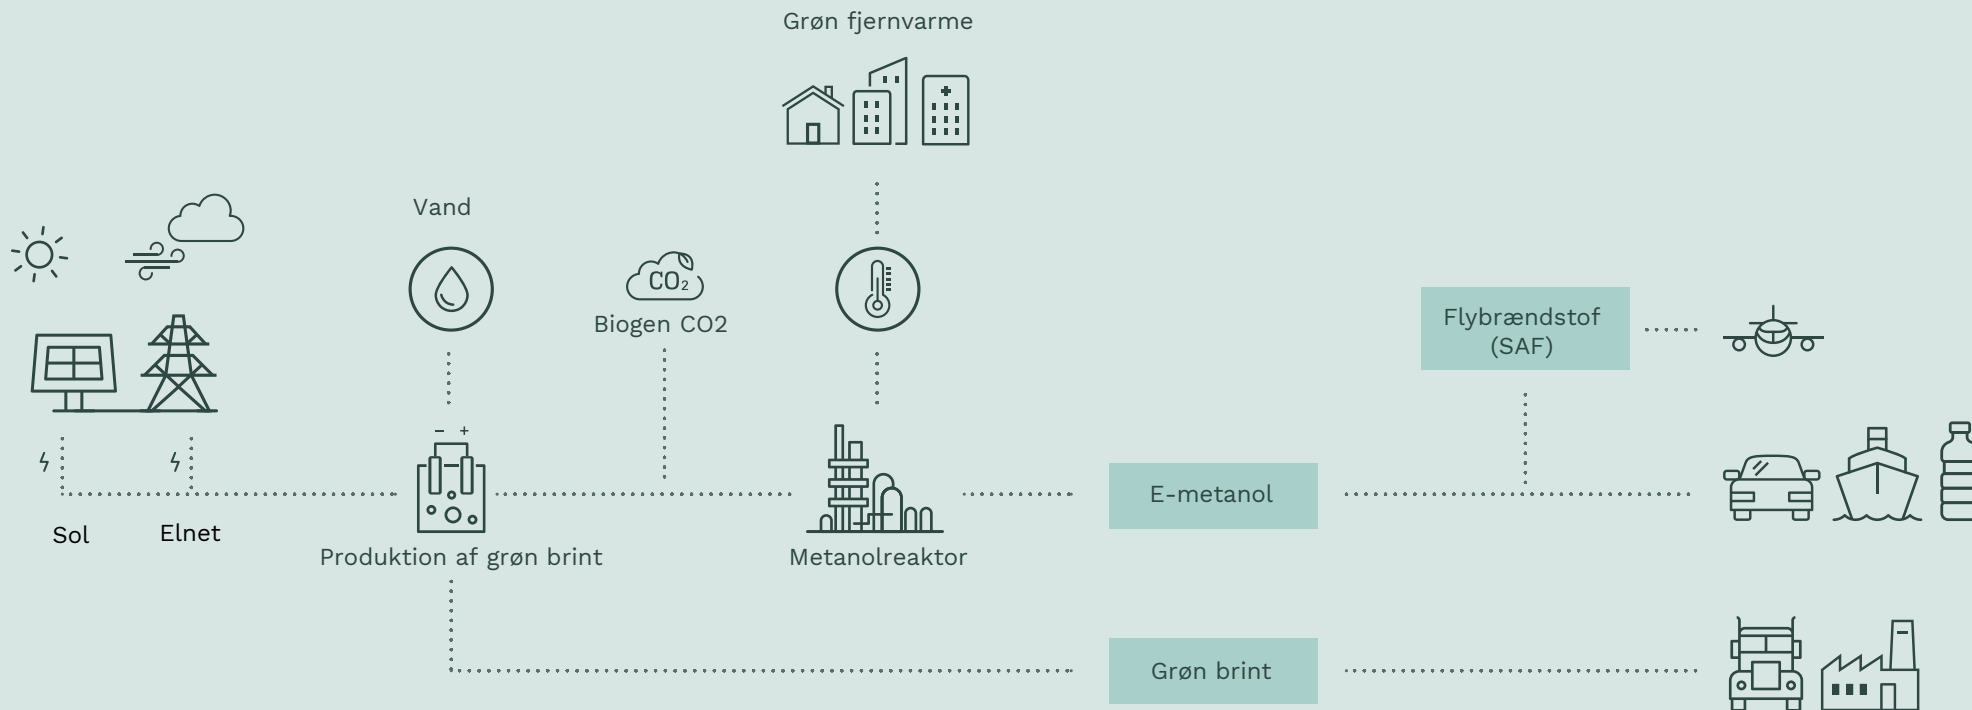 Grøn fjernvarme
Vand
CO₂
Biogen CO2
Flybrændstof
(SAF)
− +
E-metanol
Sol
Elnet
Produktion af grøn brint
Metanolreaktor
Grøn brint